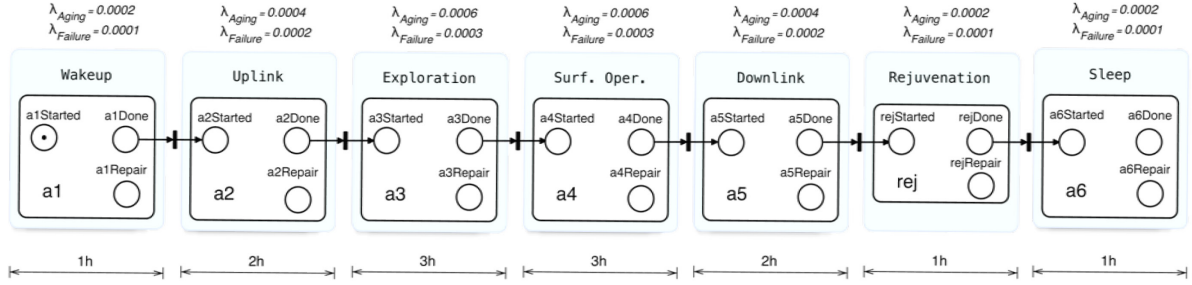 λAging = 0.0002 λAging = 0.0004 λAging = 0.0006 λAging = 0.0006 λAging = 0.0004 λAging = 0.0002 λAging = 0.0002
λFailure = 0.0001 λFailure = 0.0002 λFailure = 0.0003 λFailure = 0.0003 λFailure = 0.0002 λFailure = 0.0001 λFailure = 0.0001
Wakeup Uplink Exploration Surf. Oper. Downlink Rejuvenation Sleep
a1Started a1Done a2Started a2Done a3Started a3Done a4Started a4Done a5Started a5Done rejStarted rejDone a6Started a6Done
a1Repair a2Repair a3Repair a4Repair a5Repair rejRepair a6Repair
a1 a2 a3 a4 a5 rej a6
1h 2h 3h 3h 2h 1h 1h